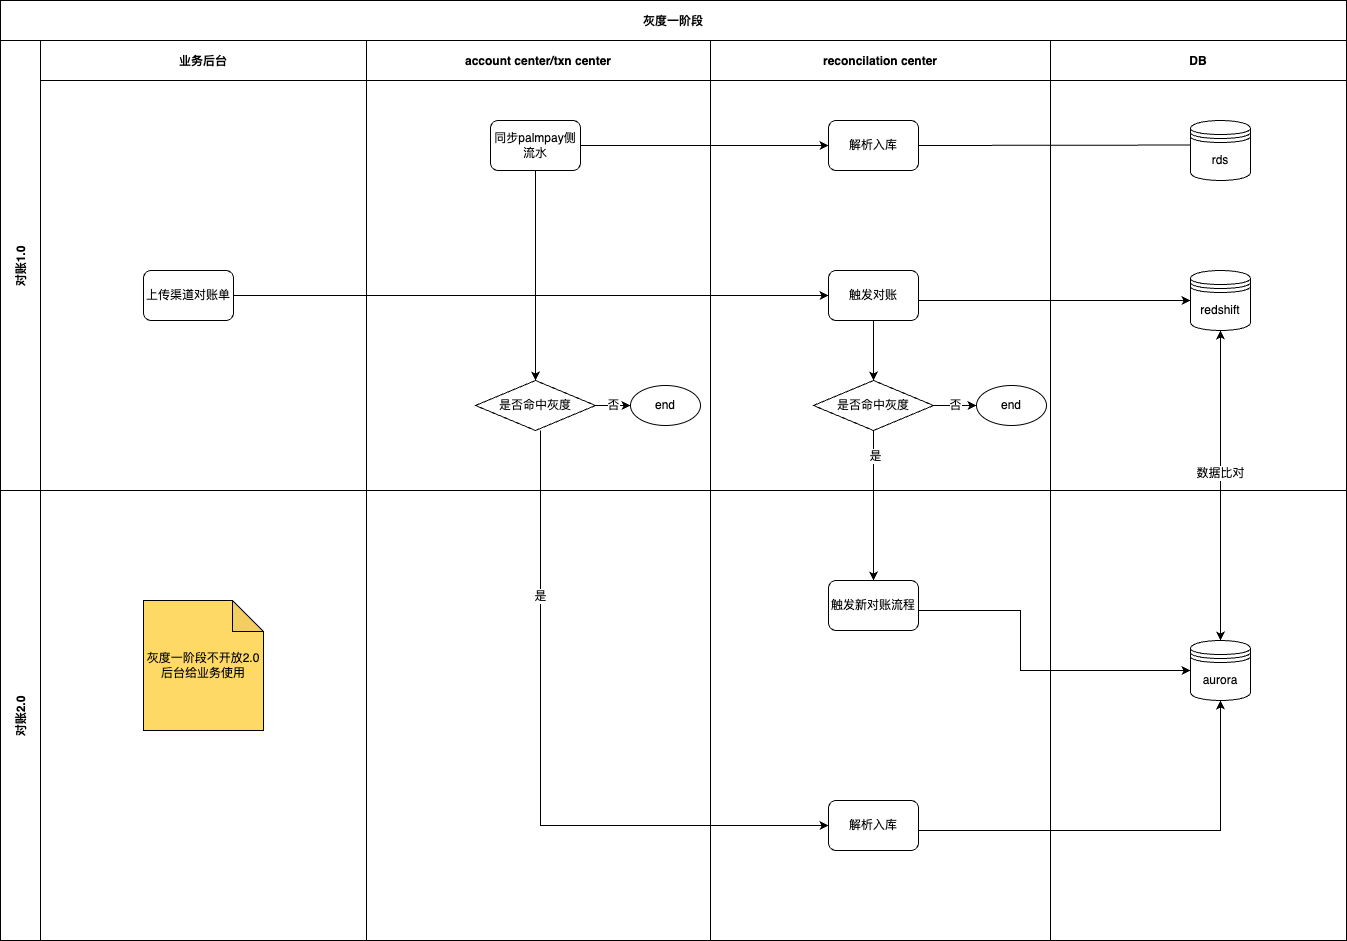 灰度一阶段
业务后台
account center/txn center
reconcilation center
DB
对账1.0
同步palmpay侧
流水
解析入库
rds
上传渠道对账单
触发对账
redshift
是否命中灰度
否
end
是否命中灰度
否
end
是
数据比对
对账2.0
是
触发新对账流程
灰度一阶段不开放2.0
后台给业务使用
aurora
解析入库